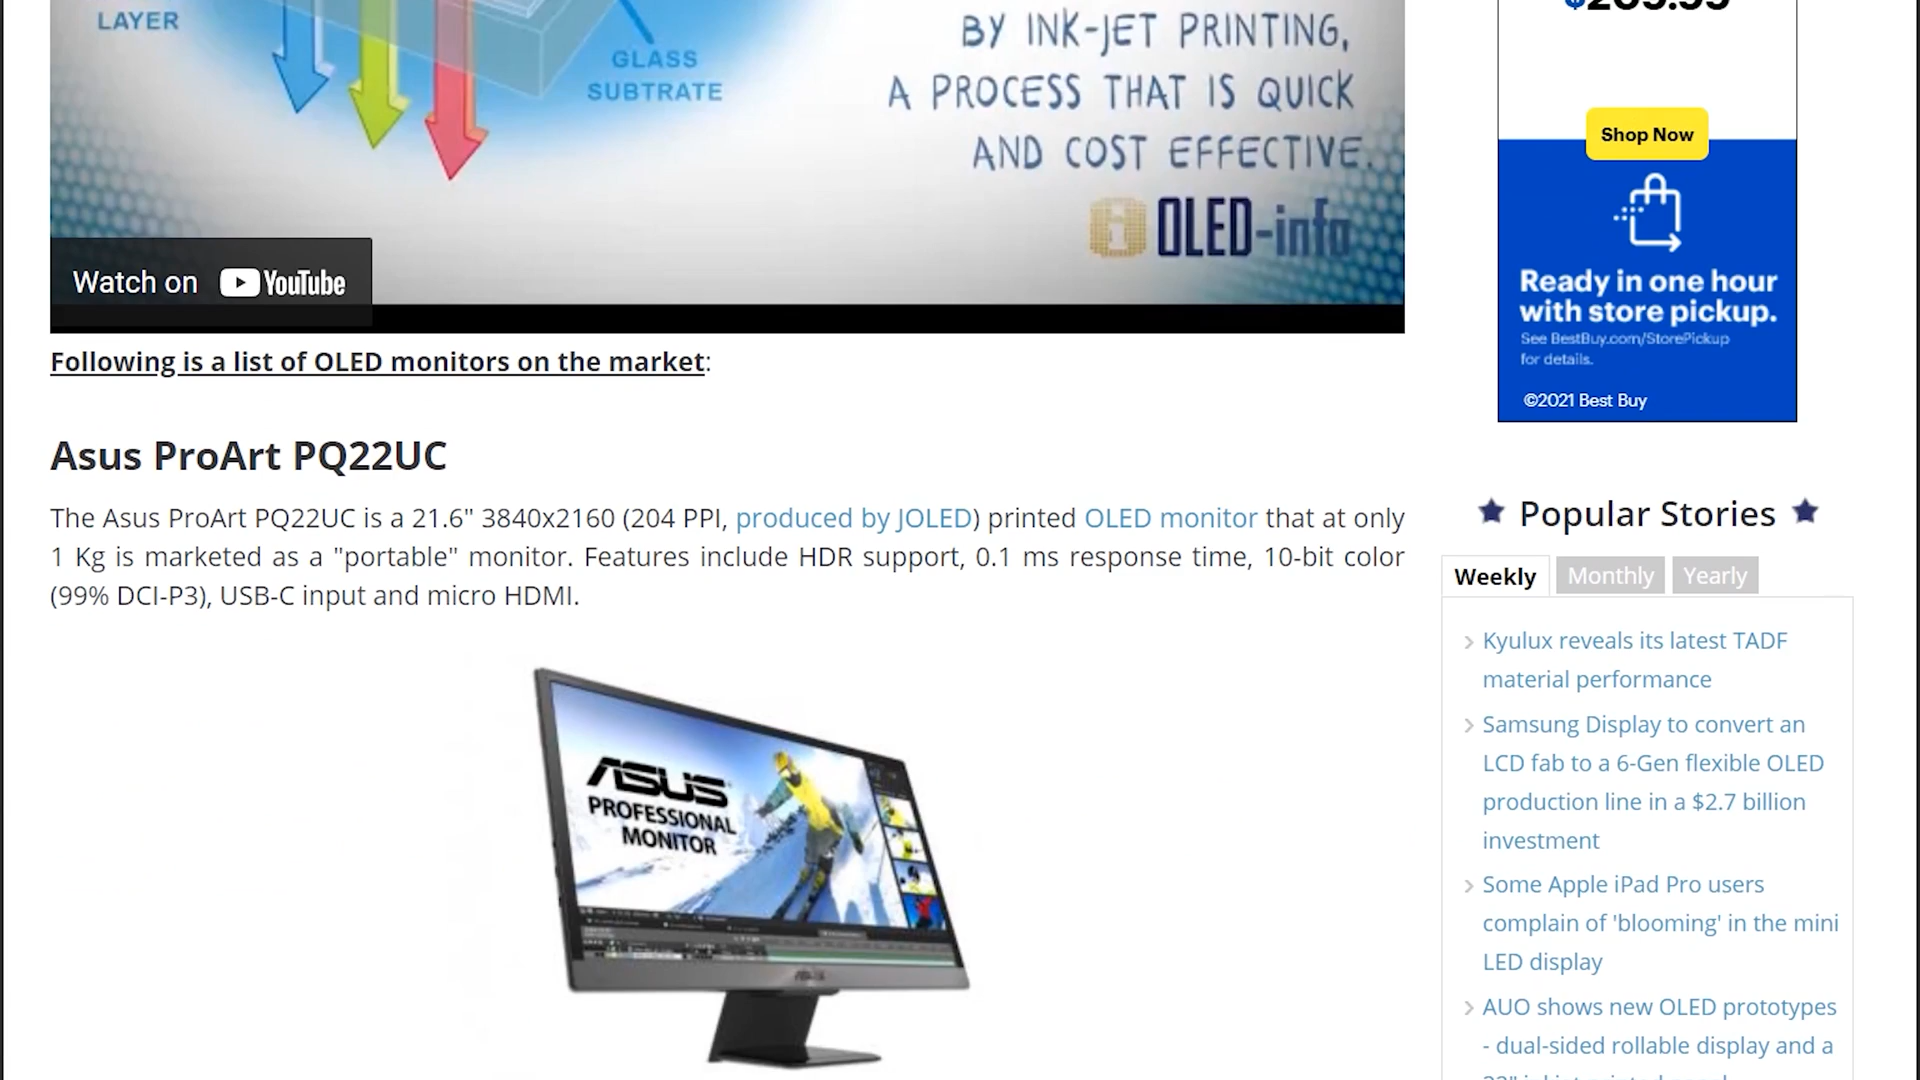 LAYER
GLASS
SUBTRATE
BY INK-JET PRINTING,
A PROCESS THAT IS QUICK
AND COST EFFECTIVE.
OLED-info
Watch on YouTube
Following is a list of OLED monitors on the market:
Asus ProArt PQ22UC
The Asus ProArt PQ22UC is a 21.6" 3840x2160 (204 PPI, produced by JOLED) printed OLED monitor that at only
1 Kg is marketed as a "portable" monitor. Features include HDR support, 0.1 ms response time, 10-bit color
(99% DCI-P3), USB-C input and micro HDMI.
ASUS
PROFESSIONAL
MONITOR
ASUS
Shop Now
Ready in one hour
with store pickup.
See BestBuy.com/StorePickup
for details.
©2021 Best Buy
Popular Stories
Weekly Monthly Yearly
Kyulux reveals its latest TADF
material performance
Samsung Display to convert an
LCD fab to a 6-Gen flexible OLED
production line in a $2.7 billion
investment
Some Apple iPad Pro users
complain of 'blooming' in the mini
LED display
AUO shows new OLED prototypes
- dual-sided rollable display and a